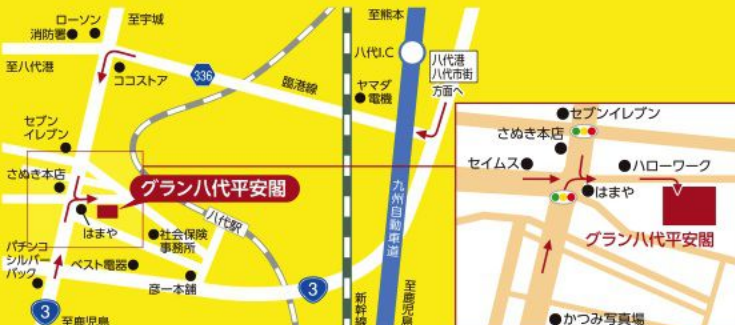 ローソン
消防署
至宇城
至八代港
ココストア
336
臨港線
至熊本
八代I.C
八代港
八代市街
方面へ
ヤマダ
電機
セブン
イレブン
さぬき本店
グラン八代平安閣
はまや
八代駅
社会保険
事務所
パチンコ
シルバー
バック
ベスト電器
彦一本舗
3
至鹿児島
3
新幹線
九州自動車道
至鹿児島
セブンイレブン
さぬき本店
セイムス
ハローワーク
はまや
グラン八代平安閣
かつみ写真場